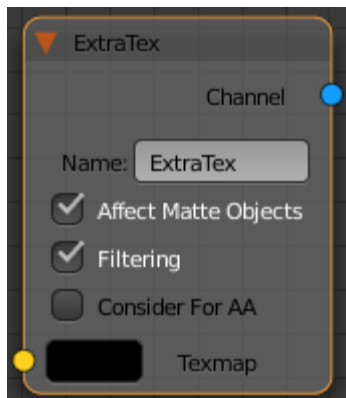 ExtraTex
Channel
Name: ExtraTex
Affect Matte Objects
Filtering
Consider For AA
Texmap